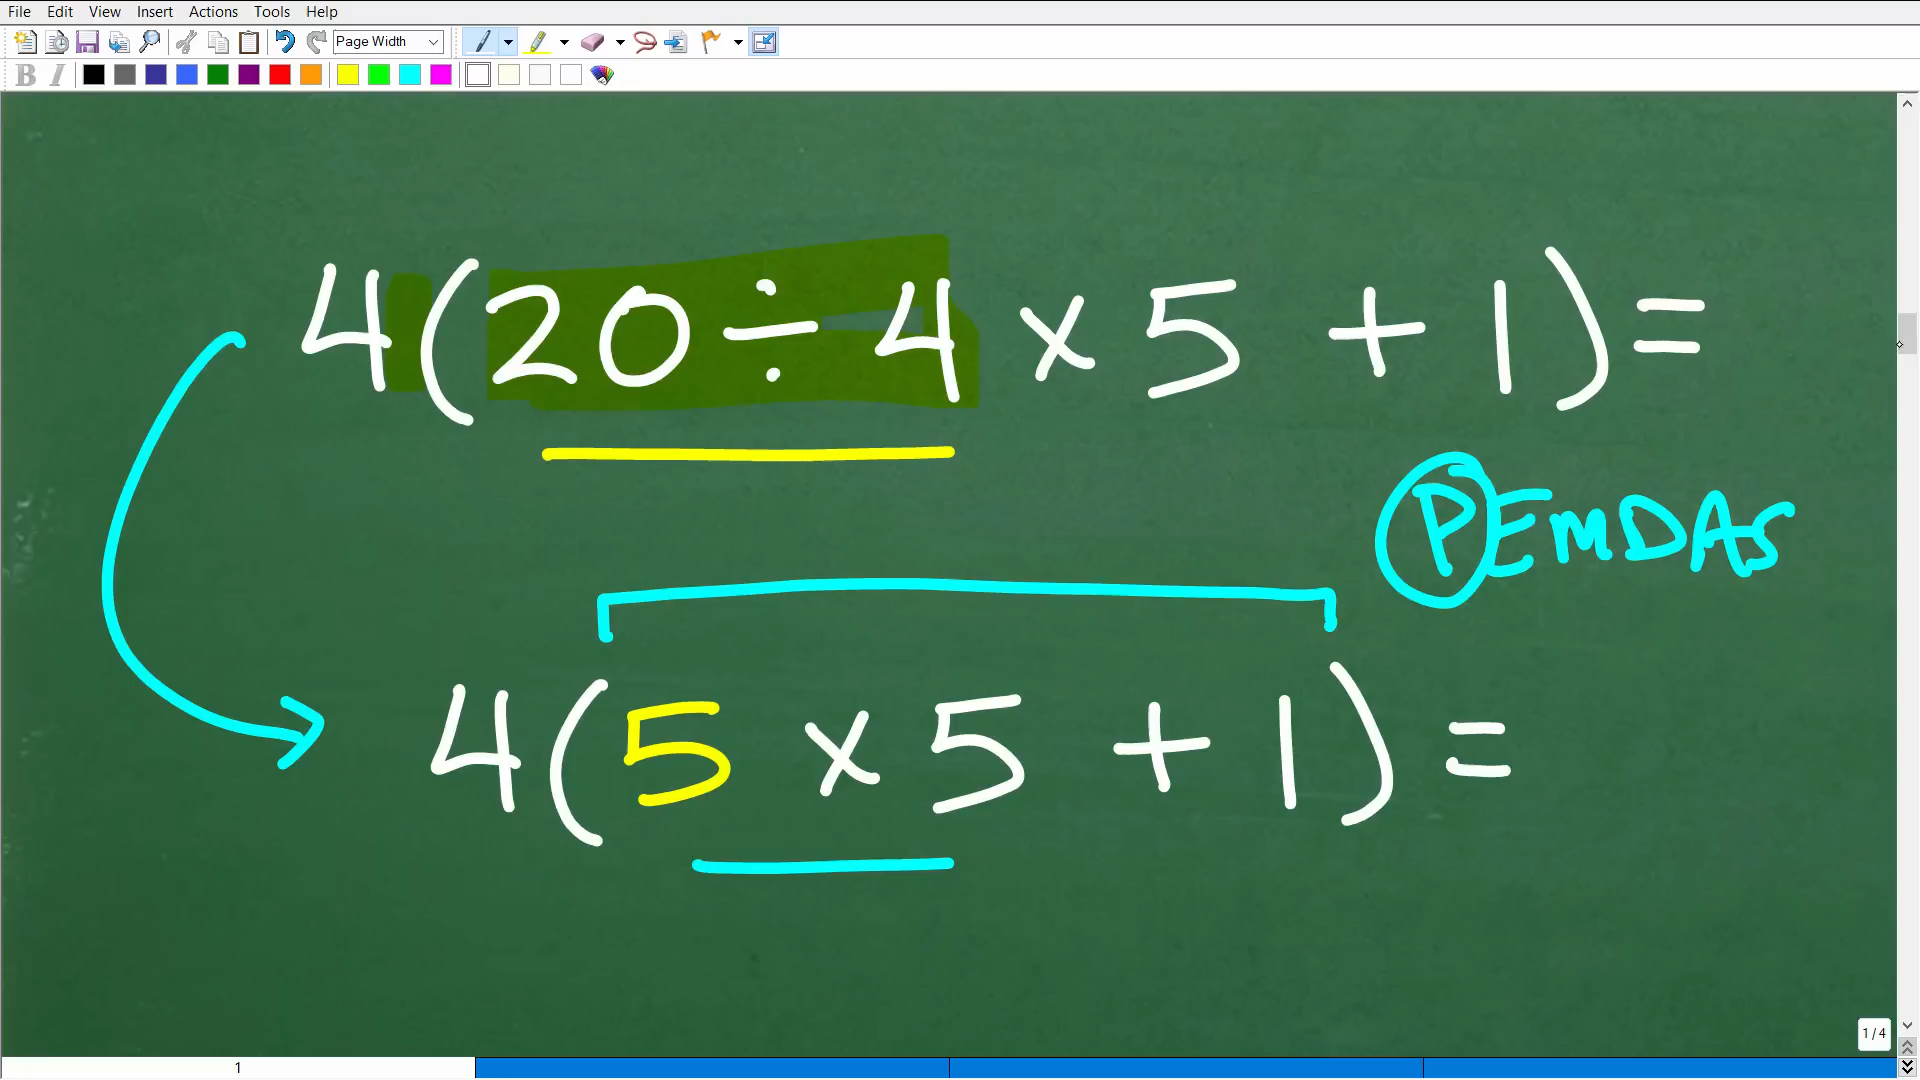 File Edit View Insert Actions Tools Help
Page Width
B I
4(20÷4×5+1)=
PEMDAS
4(5×5+1)=
1/4
1